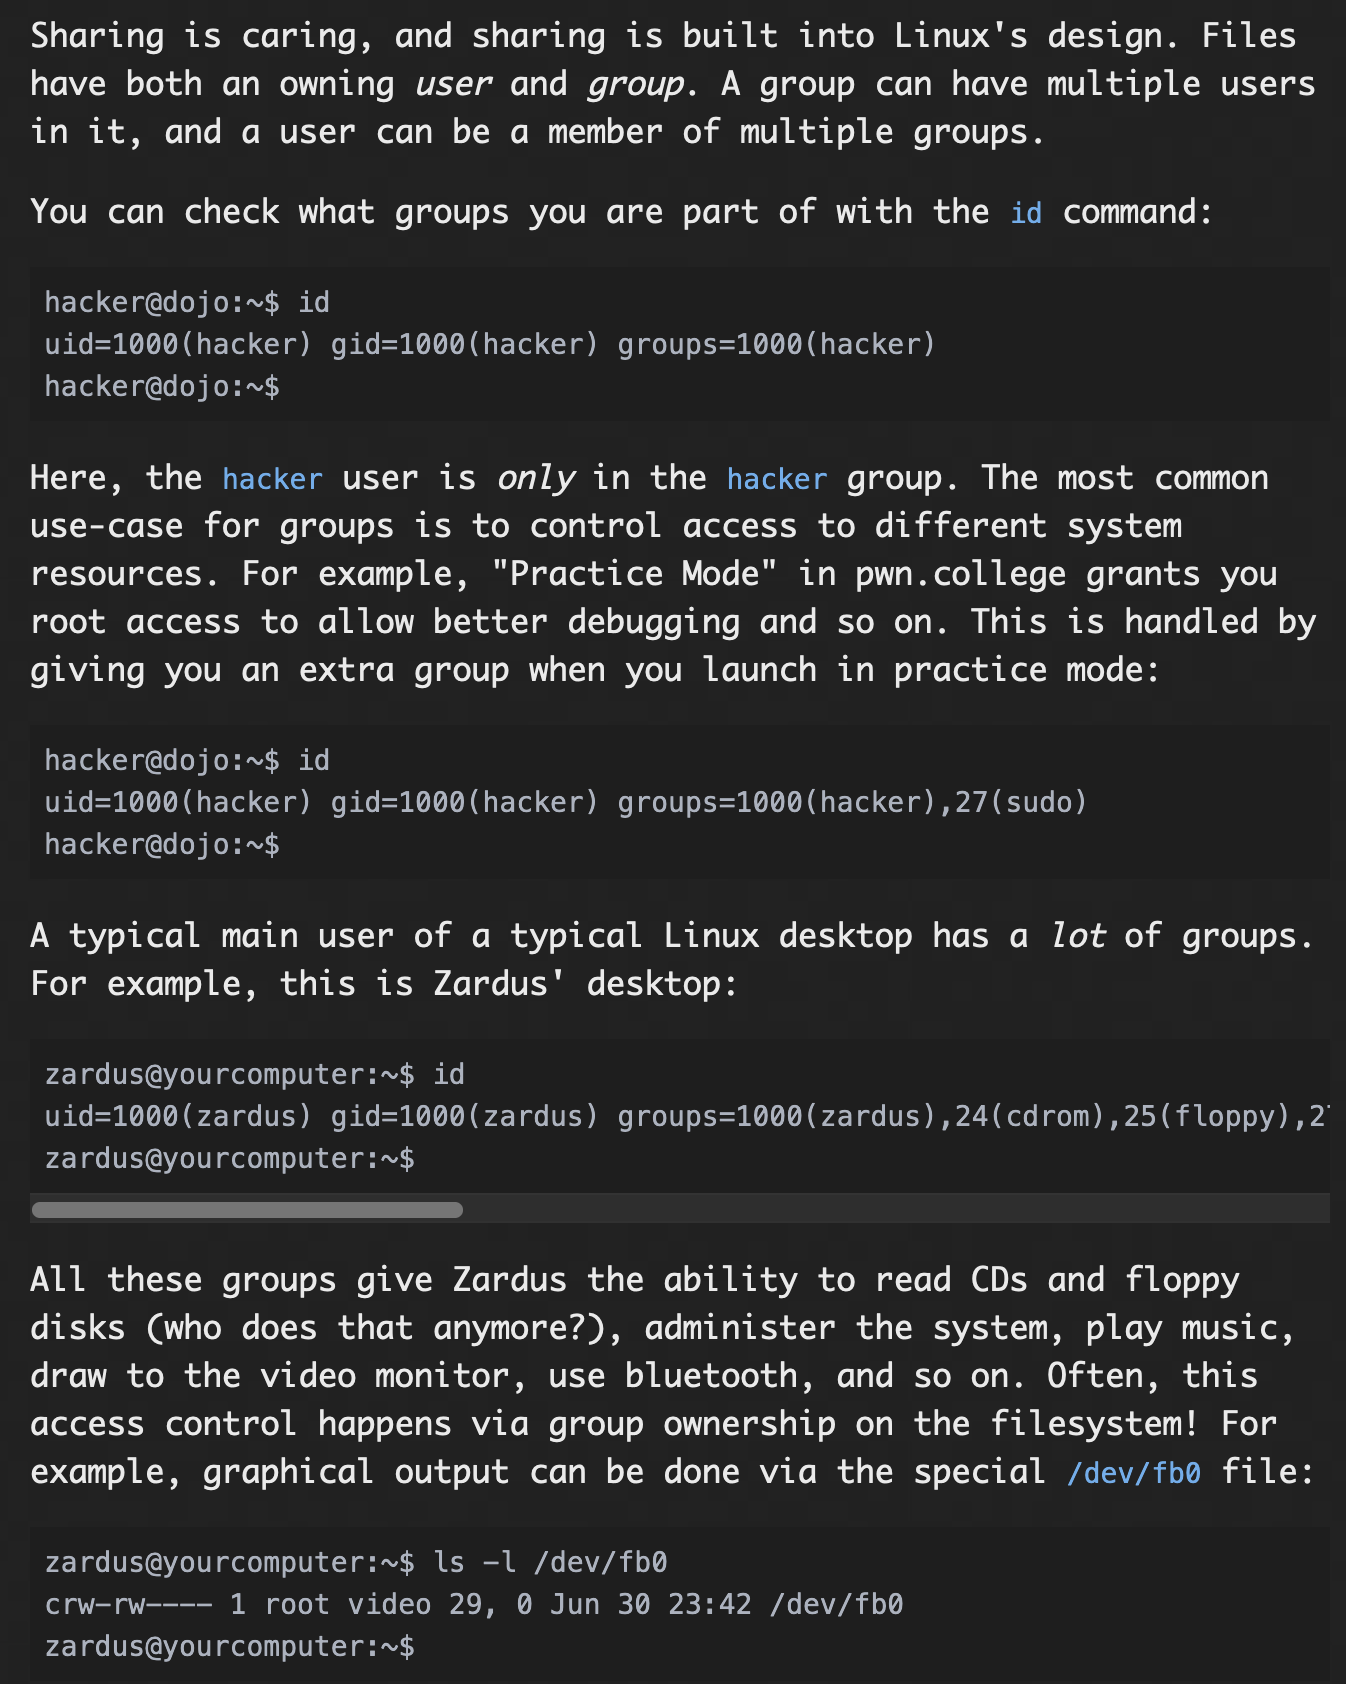 Sharing is caring, and sharing is built into Linux's design. Files
have both an owning user and group. A group can have multiple users
in it, and a user can be a member of multiple groups.
You can check what groups you are part of with the id command:
hacker@dojo:~$ id
uid=1000(hacker) gid=1000(hacker) groups=1000(hacker)
hacker@dojo:~$
Here, the hacker user is only in the hacker group. The most common
use-case for groups is to control access to different system
resources. For example, "Practice Mode" in pwn.college grants you
root access to allow better debugging and so on. This is handled by
giving you an extra group when you launch in practice mode:
hacker@dojo:~$ id
uid=1000(hacker) gid=1000(hacker) groups=1000(hacker),27(sudo)
hacker@dojo:~$
A typical main user of a typical Linux desktop has a lot of groups.
For example, this is Zardus' desktop:
zardus@yourcomputer:~$ id
uid=1000(zardus) gid=1000(zardus) groups=1000(zardus),24(cdrom),25(floppy),2
zardus@yourcomputer:~$
All these groups give Zardus the ability to read CDs and floppy
disks (who does that anymore?), administer the system, play music,
draw to the video monitor, use bluetooth, and so on. Often, this
access control happens via group ownership on the filesystem! For
example, graphical output can be done via the special /dev/fb0 file:
zardus@yourcomputer:~$ ls -l /dev/fb0
crw-rw---- 1 root video 29, 0 Jun 30 23:42 /dev/fb0
zardus@yourcomputer:~$